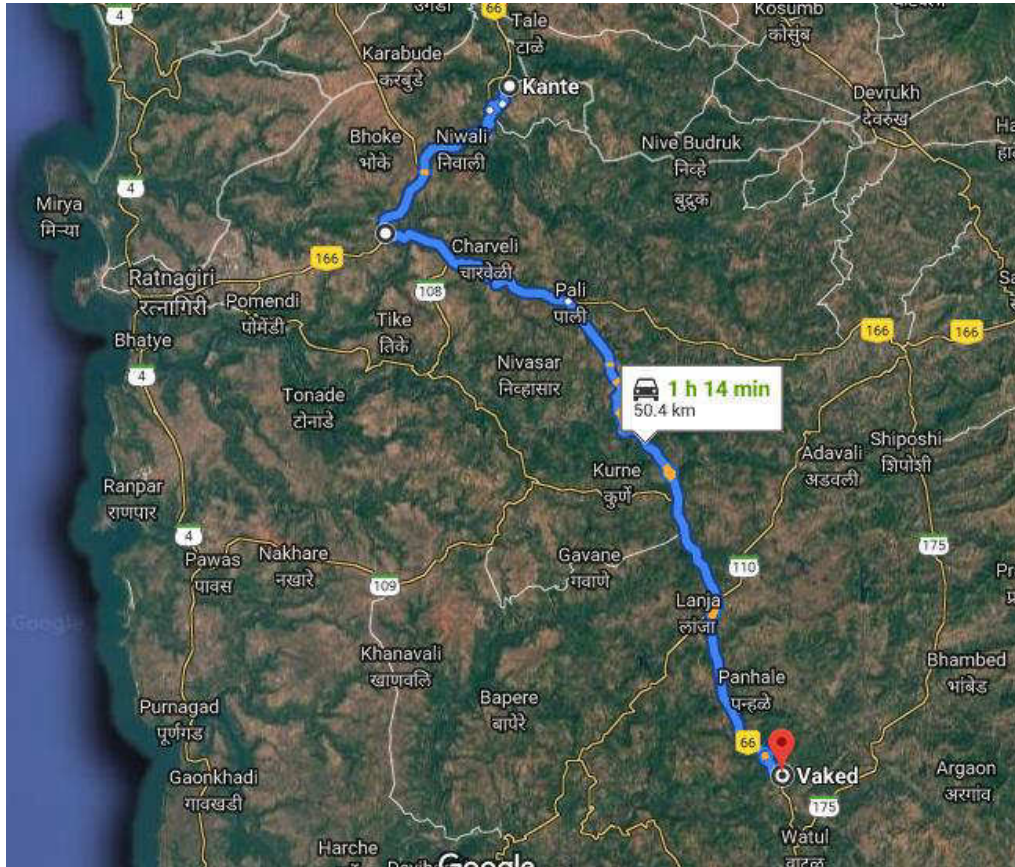 4
66
Tale
टाळे
Kosumb
कोसुंब
Karabude
करबुडे
Kante
Devrukh
देवरुख
Bhoke
भोके
Niwali
निवाली
Nive Budruk
निव्हे
बुद्रुक
4
Mirya
मिऱ्या
Charveli
चारवेळी
166
Ratnagiri
रत्नागिरी
108
Pali
पाली
Pomendi
पोमेंडी
Tike
तिके
166
166
Bhatye
4
Nivasar
निव्हासार
1 h 14 min
50.4 km
Tonade
टोनाडे
Adavali
अडवली
Shiposhi
शिपोशी
Kurne
कुर्णे
Ranpar
राणपार
4
Pawas
पावस
Nakhare
नखारे
109
Gavane
गवाणे
110
175
Google
Lanja
लांजा
Khanavali
खाणवलि
Bhambed
भांबेड
Panhale
पन्हळे
Bapere
बापेरे
Purnagad
पूर्णगड
66
Vaked
Gaonkhadi
गावखडी
Argaon
अरगांव
175
Watul
वाटूळ
Harche
Google